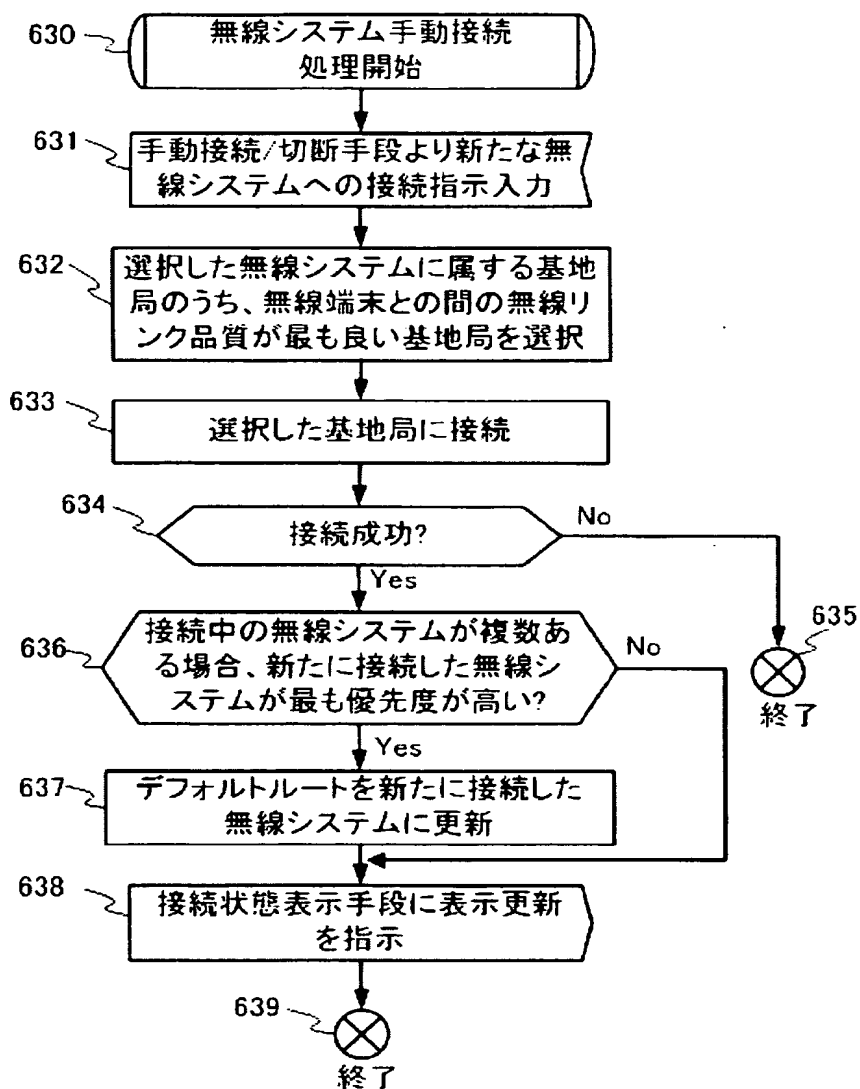 630
無線システム手動接続
処理開始
631
手動接続/切断手段より新たな無
線システムへの接続指示入力
632
選択した無線システムに属する基地
局のうち、無線端末との間の無線リ
ンク品質が最も良い基地局を選択
633
選択した基地局に接続
634
接続成功?
No
Yes
635
終了
636
接続中の無線システムが複数あ
る場合、新たに接続した無線シ
ステムが最も優先度が高い?
No
Yes
637
デフォルトルートを新たに接続した
無線システムに更新
638
接続状態表示手段に表示更新
を指示
639
終了